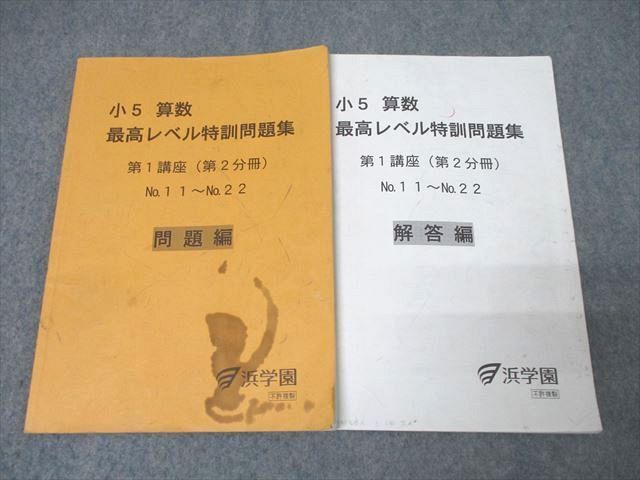 小5 算数
最高レベル特訓問題集
第1講座(第2分冊)
No.11~No.22
問題編
浜学園
不許複製
小5 算数
最高レベル特訓問題集
第1講座(第2分冊)
No.11~No.22
解答編
浜学園
不許複製